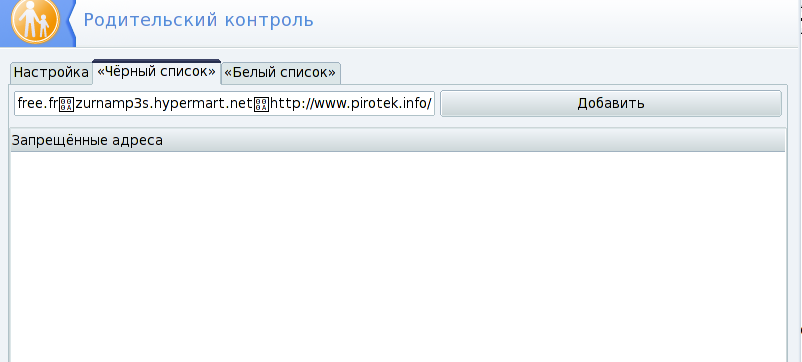 Родительский контроль
Настройка «Чёрный список» «Белый список»
free.fr
zurnamp3s.hypermart.net
http://www.pirotek.info/ Добавить
Запрещённые адреса